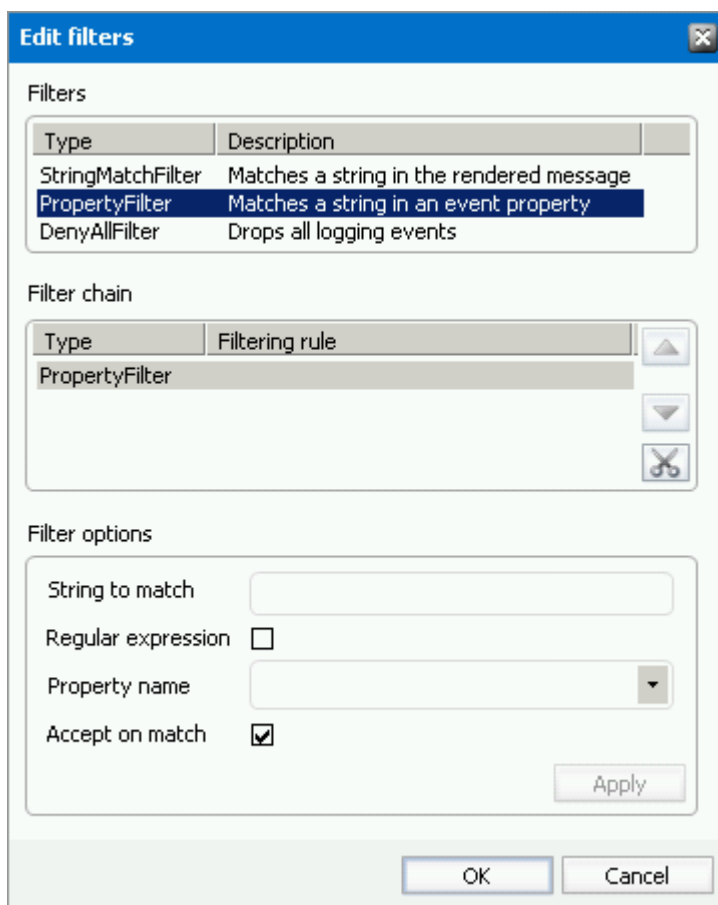 Edit filters
Filters
Type Description
StringMatchFilter Matches a string in the rendered message
PropertyFilter Matches a string in an event property
DenyAllFilter Drops all logging events
Filter chain
Type Filtering rule
PropertyFilter
Filter options
String to match
Regular expression
Property name
Accept on match
Apply
OK Cancel